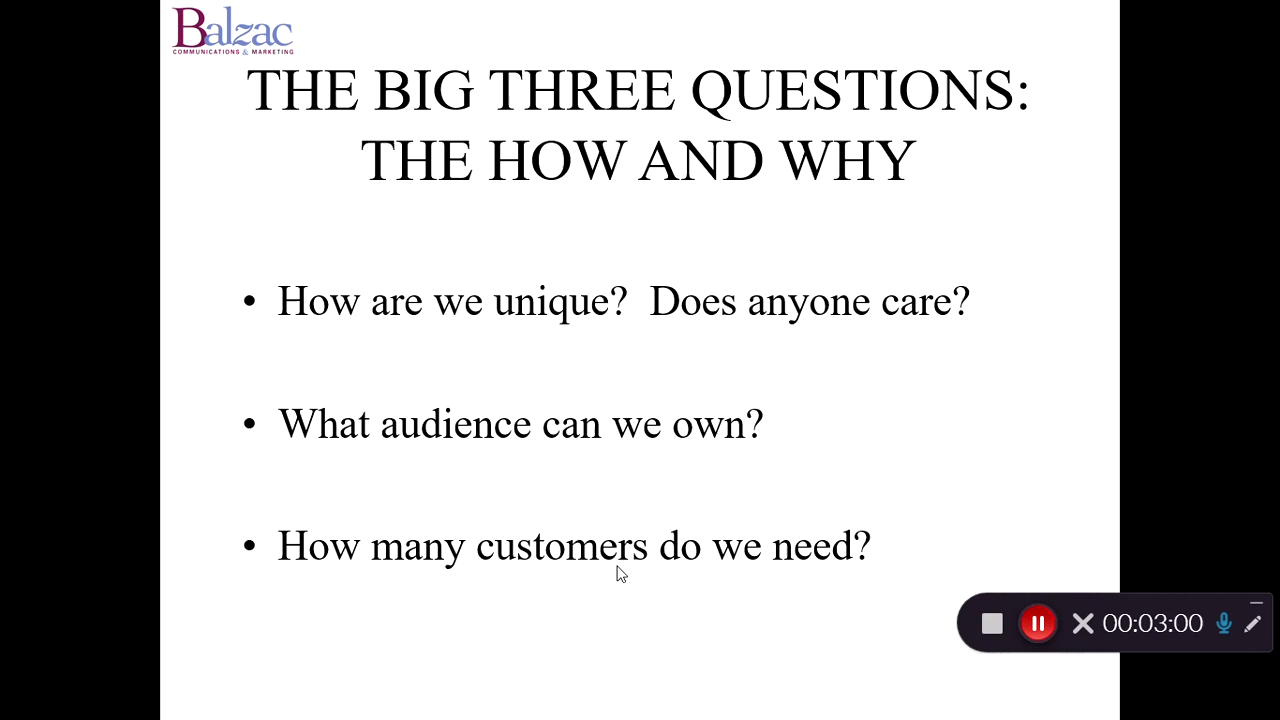 Balzac
COMMUNICATIONS & MARKETING
THE BIG THREE QUESTIONS:
THE HOW AND WHY
• How are we unique?  Does anyone care?
• What audience can we own?
• How many customers do we need?
00:03:00